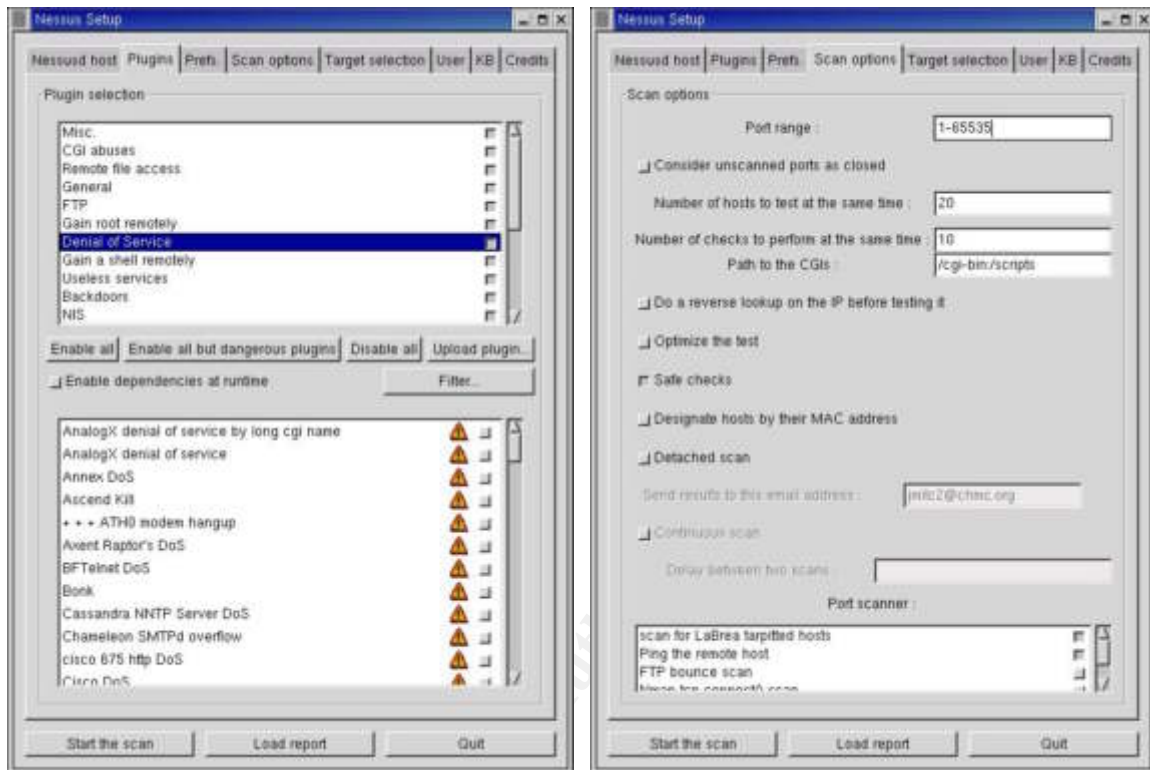 Nessus Setup
Nessusd host Plugins Prefs. Scan options Target selection User KB Credits
Plugin selection
Misc.
CGI abuses
Remote file access
General
FTP
Gain root remotely
Denial of Service
Gain a shell remotely
Useless services
Backdoors
NIS
Enable all Enable all but dangerous plugins Disable all Upload plugin...
Enable dependencies at runtime Filter...
AnalogX denial of service by long cgi name
AnalogX denial of service
Annex DoS
Ascend Kill
+ + + ATH0 modem hangup
Axent Raptor's DoS
BFTelnet DoS
Bonk
Cassandra NNTP Server DoS
Chameleon SMTPd overflow
cisco 675 http DoS
Cisco DoS
Start the scan Load report Quit
Nessus Setup
Nessusd host Plugins Prefs. Scan options Target selection User KB Credits
Scan options
Port range : 1-65535
Consider unscanned ports as closed
Number of hosts to test at the same time : 20
Number of checks to perform at the same time : 10
Path to the CGIs : /cgi-bin:/scripts
Do a reverse lookup on the IP before testing it
Optimize the test
Safe checks
Designate hosts by their MAC address
Detached scan
Send results to this email address : @chmc.org
Continuous scan
Delay between two scans :
Port scanner :
scan for LaBrea tarpitted hosts
Ping the remote host
FTP bounce scan
Nmap tcp connect() scan
Start the scan Load report Quit